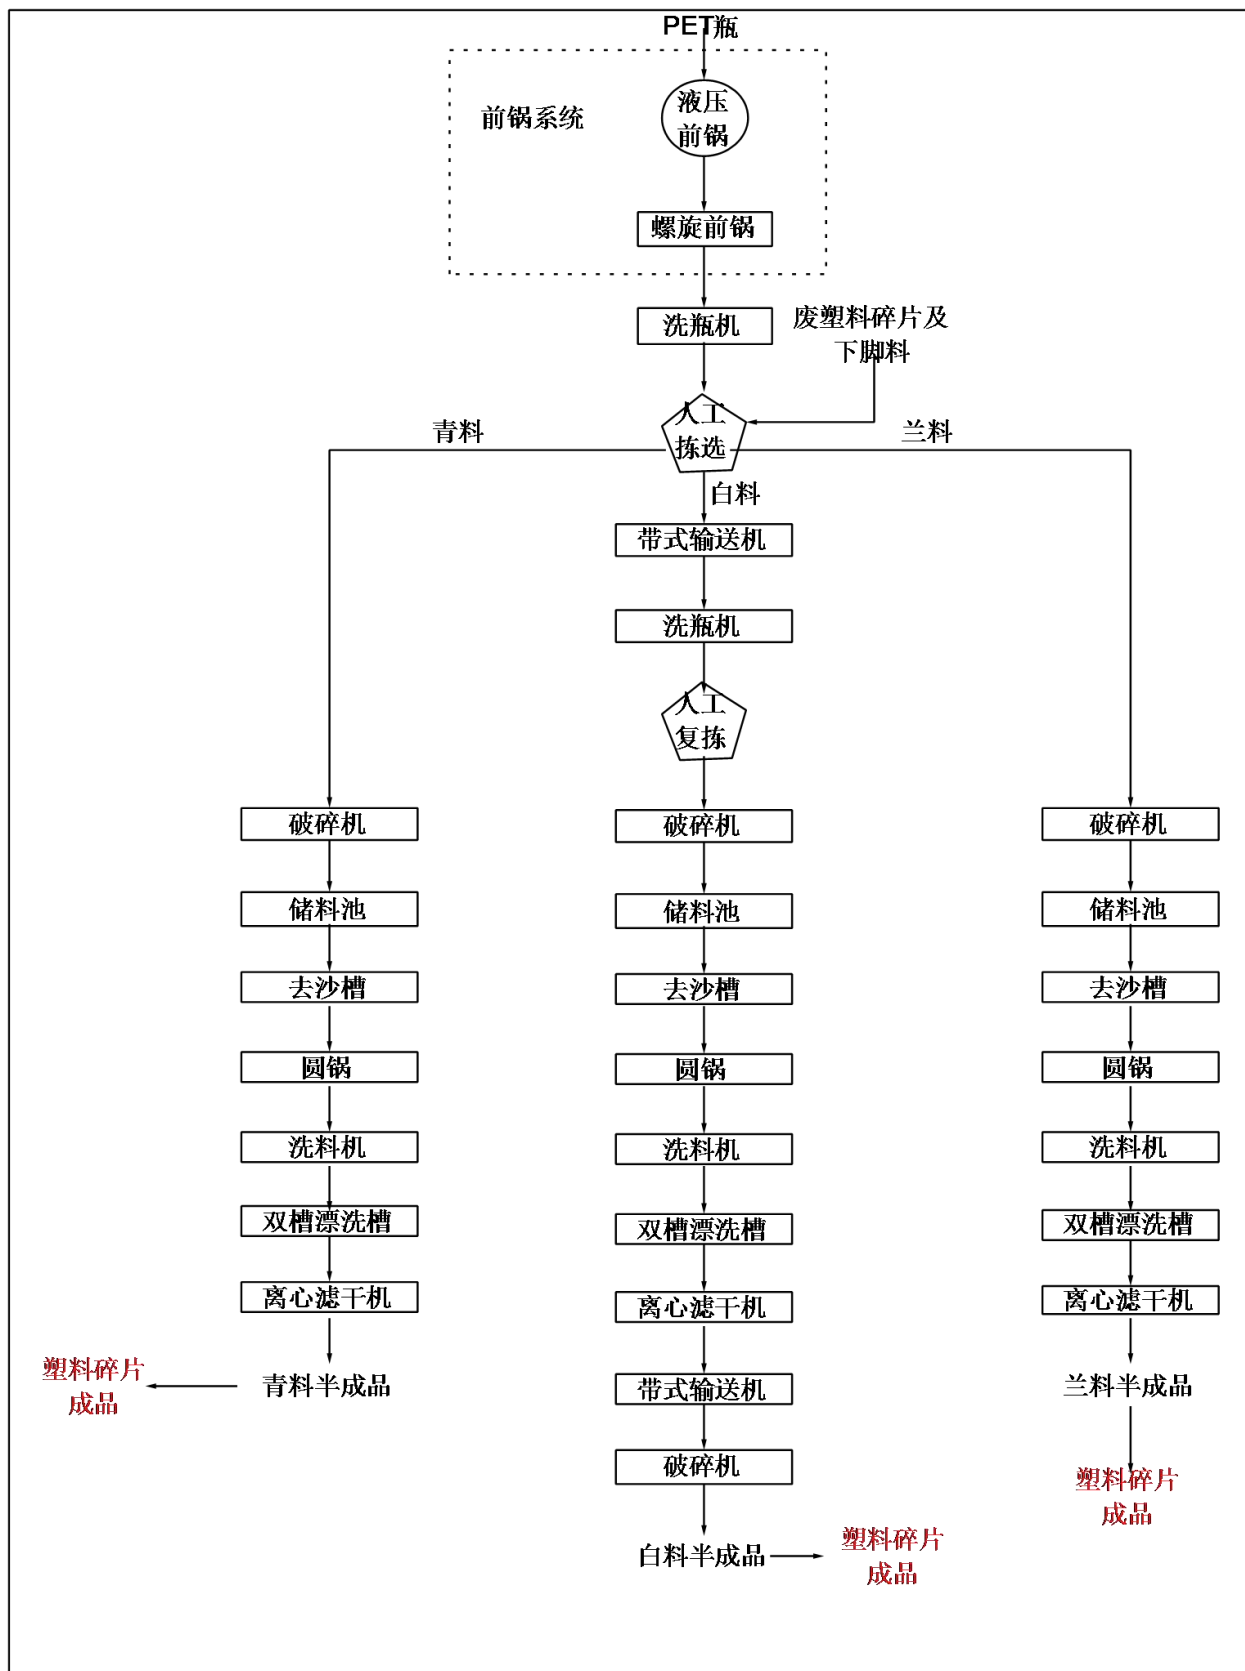 PET瓶
液压
前锅
前锅系统
螺旋前锅
洗瓶机
废塑料碎片及
下脚料
人工
拣选
青料
兰料
白料
带式输送机
洗瓶机
人工
复拣
破碎机
破碎机
破碎机
储料池
储料池
储料池
去沙槽
去沙槽
去沙槽
圆锅
圆锅
圆锅
洗料机
洗料机
洗料机
双槽漂洗槽
双槽漂洗槽
双槽漂洗槽
离心滤干机
离心滤干机
离心滤干机
塑料碎片
成品
青料半成品
带式输送机
兰料半成品
破碎机
塑料碎片
成品
白料半成品
塑料碎片
成品